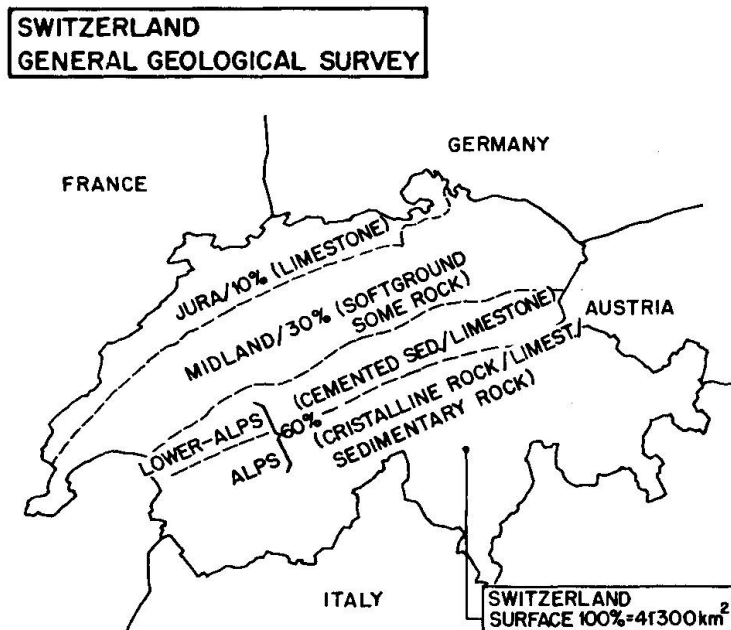 SWITZERLAND
GENERAL GEOLOGICAL SURVEY
GERMANY
FRANCE
JURA/10% (LIMESTONE)
MIDLAND/30% (SOFTGROUND
SOME ROCK)
AUSTRIA
LOWER-ALPS
ALPS
60%
(CEMENTED SED/LIMESTONE)
(CRISTALLINE ROCK/LIMEST./
SEDIMENTARY ROCK)
ITALY
SWITZERLAND
SURFACE 100%=41'300km²